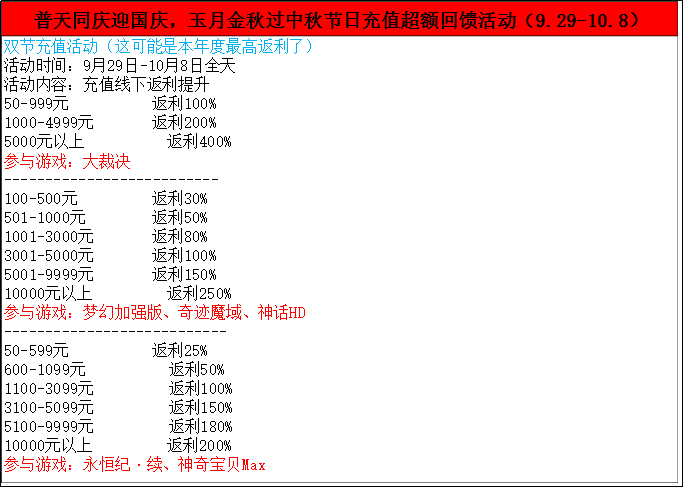 普天同庆迎国庆，玉月金秋过中秋节日充值超额回馈活动（9.29-10.8）
双节充值活动（这可能是本年度最高返利了）
活动时间：9月29日-10月8日全天
活动内容：充值线下返利提升
50-999元 返利100%
1000-4999元 返利200%
5000元以上 返利400%
参与游戏：大裁决
--------------------------
100-500元 返利30%
501-1000元 返利50%
1001-3000元 返利80%
3001-5000元 返利100%
5001-9999元 返利150%
10000元以上 返利250%
参与游戏：梦幻加强版、奇迹魔域、神话HD
---------------------------
50-599元 返利25%
600-1099元 返利50%
1100-3099元 返利100%
3100-5099元 返利150%
5100-9999元 返利180%
10000元以上 返利200%
参与游戏：永恒纪·续、神奇宝贝Max